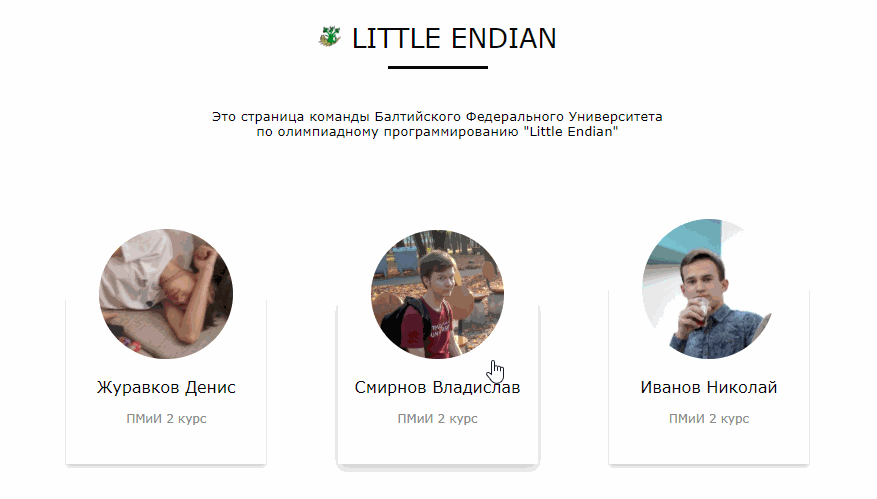 LITTLE ENDIAN
Это страница команды Балтийского Федерального Университета
по олимпиадному программированию "Little Endian"
Журавков Денис
ПМиИ 2 курс
Смирнов Владислав
ПМиИ 2 курс
Иванов Николай
ПМиИ 2 курс